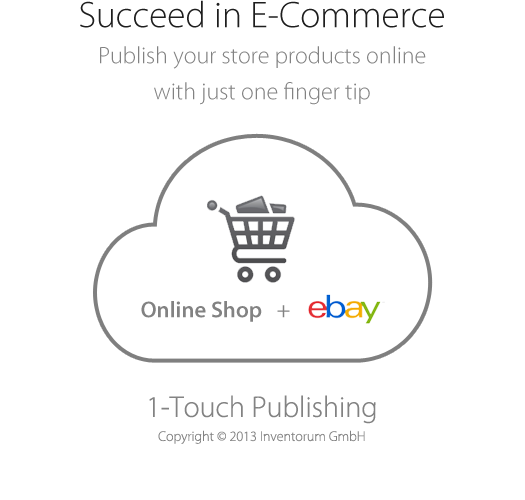 Succeed in E-Commerce
Publish your store products online
with just one finger tip
Online Shop + ebay
1-Touch Publishing
Copyright © 2013 Inventorum GmbH